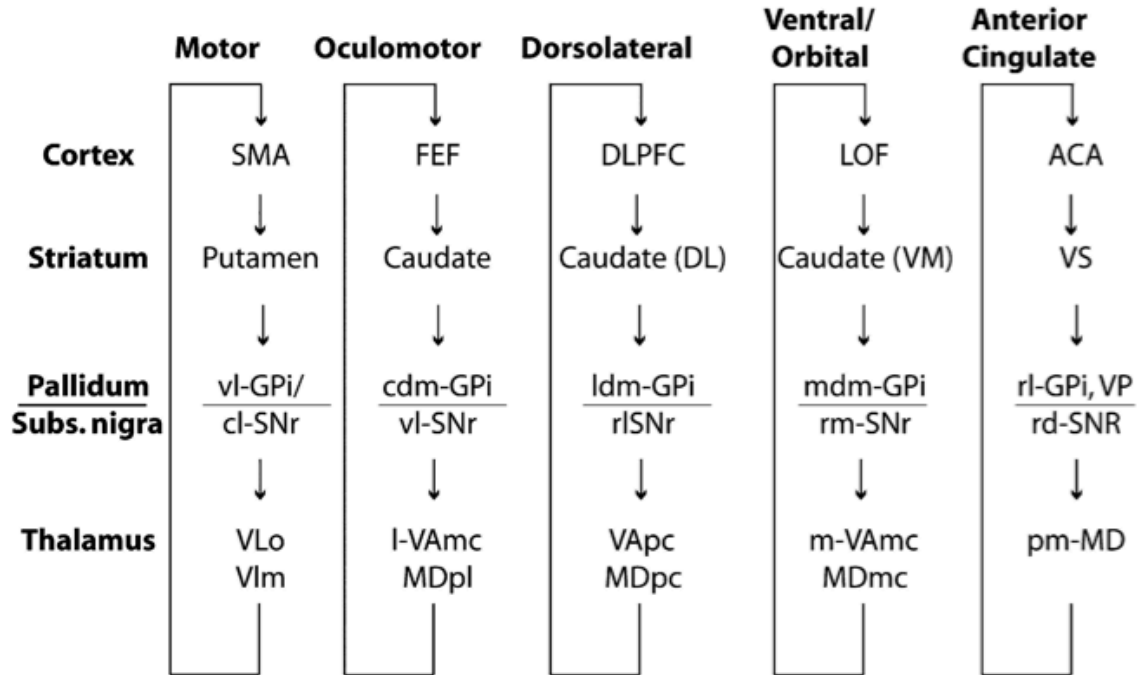 Motor Oculomotor Dorsolateral Ventral/ Orbital Anterior Cingulate
Cortex SMA FEF DLPFC LOF ACA
Striatum Putamen Caudate Caudate (DL) Caudate (VM) VS
Pallidum vl-GPi/ cdm-GPi ldm-GPi mdm-GPi rl-GPi, VP
Subs. nigra cl-SNr vl-SNr rlSNr rm-SNr rd-SNR
Thalamus VLo l-VAmc VApc m-VAmc pm-MD
Vlm MDpl MDpc MDmc